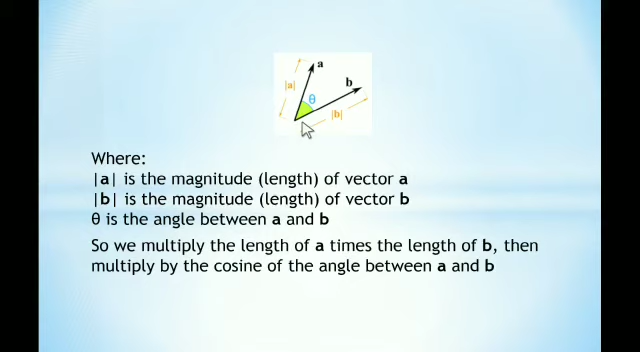 a
|a|
b
θ
|b|
Where:
|a| is the magnitude (length) of vector a
|b| is the magnitude (length) of vector b
θ is the angle between a and b
So we multiply the length of a times the length of b, then
multiply by the cosine of the angle between a and b